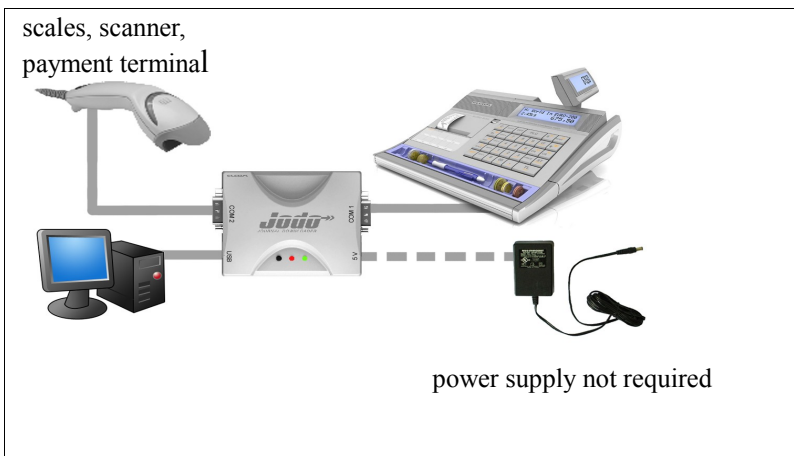 scales, scanner,
payment terminal
COM 2
COM 1
Jodo
USB
5V
power supply not required